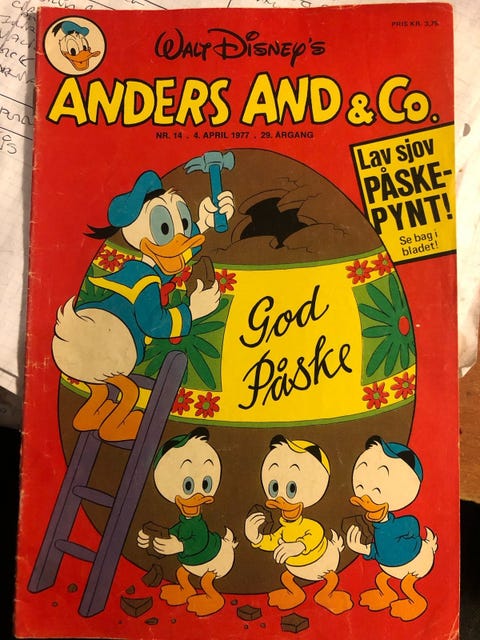 PRIS KR. 3,75
WALT DISNEY'S
ANDERS AND & Co.
NR. 14 . 4. APRIL 1977 . 29. ÅRGANG
Lav sjov
PÅSKE-
PYNT!
Se bag i
bladet!
God
Påske